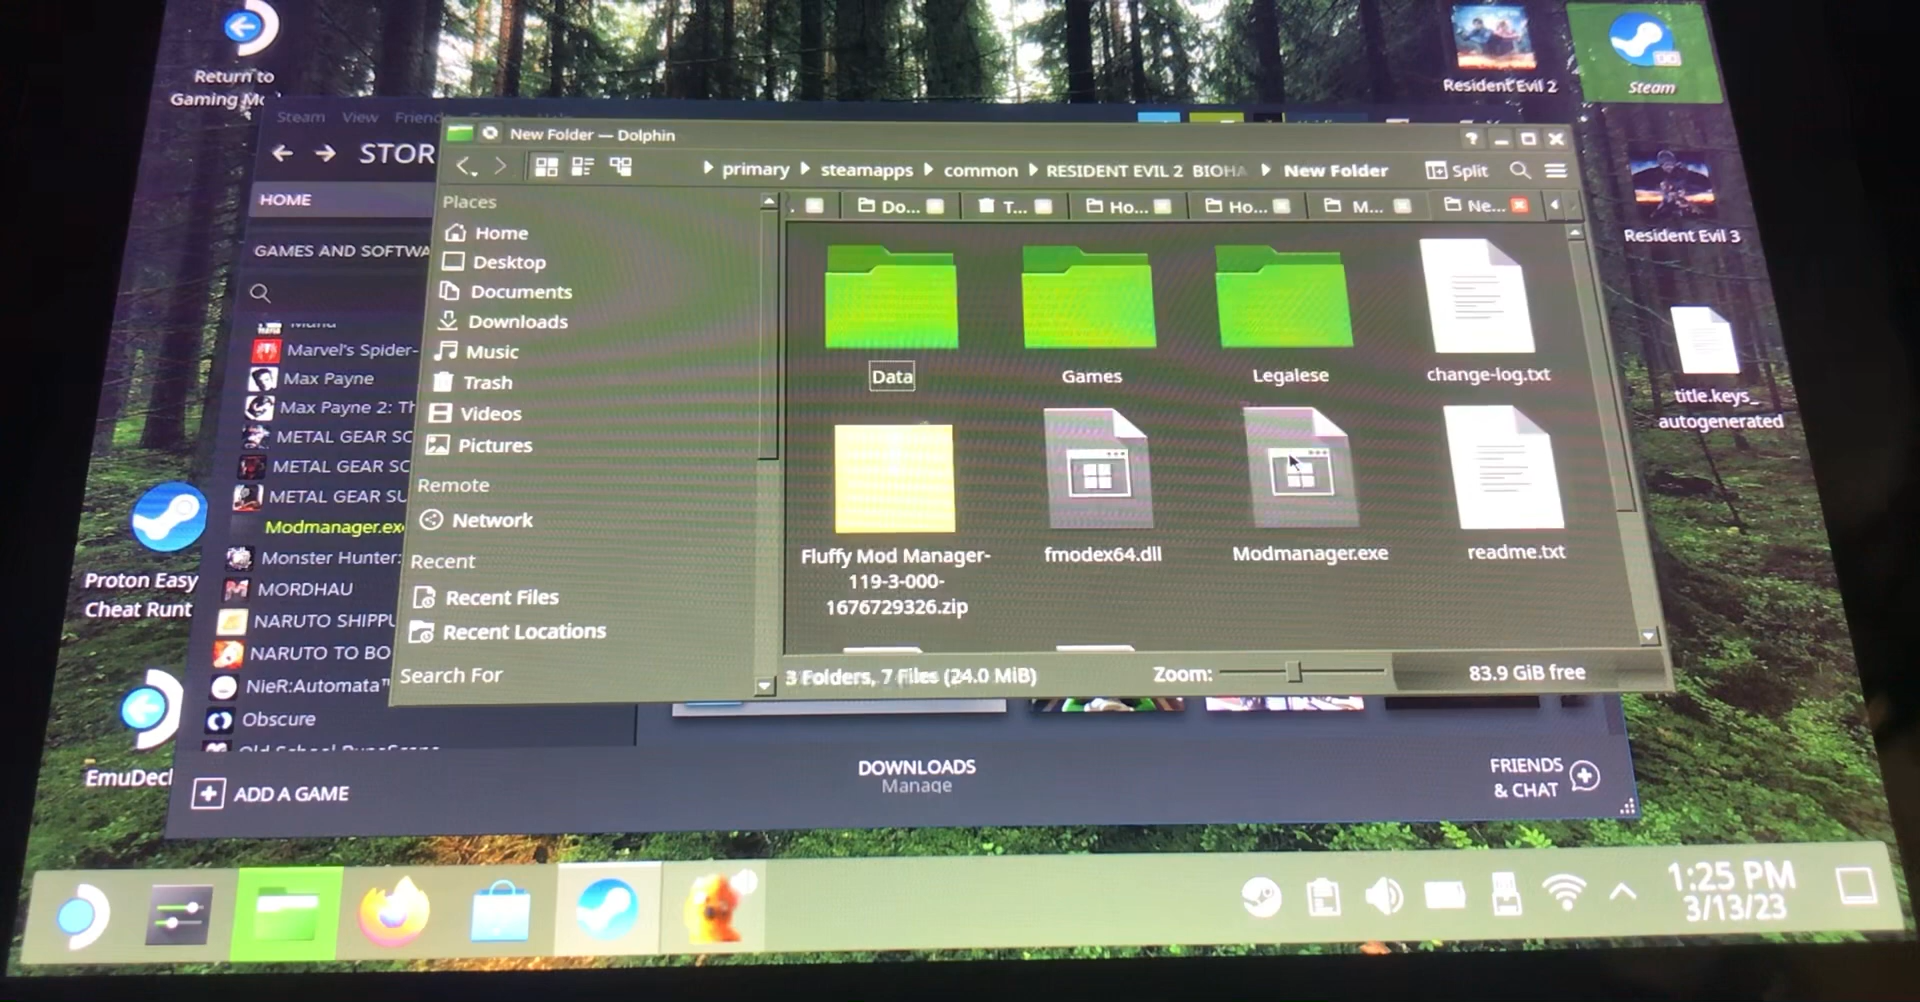 Return to
Gaming Mo
Resident Evil 2
Steam
Steam View Friends
STOR
HOME
GAMES AND SOFTWA
Marvel's Spider-
Max Payne
Max Payne 2: Th
METAL GEAR SC
METAL GEAR SC
METAL GEAR SU
Modmanager.ex
Monster Hunter:
MORDHAU
NARUTO SHIPPU
NARUTO TO BO
NieR:Automata™
Obscure
Old School RuneScape
ADD A GAME
DOWNLOADS
Manage
FRIENDS
& CHAT
New Folder — Dolphin
primary steamapps common RESIDENT EVIL 2 BIOHA New Folder
Split
Do... T... Ho... Ho... M... Ne...
Places
Home
Desktop
Documents
Downloads
Music
Trash
Videos
Pictures
Remote
Network
Recent
Recent Files
Recent Locations
Search For
Data
Games
Legalese
change-log.txt
Fluffy Mod Manager-
119-3-000-
1676729326.zip
fmodex64.dll
Modmanager.exe
readme.txt
3 Folders, 7 Files (24.0 MiB)
Zoom:
83.9 GiB free
Resident Evil 3
title.keys_
autogenerated
Proton Easy
Cheat Runt
EmuDecl
1:25 PM
3/13/23